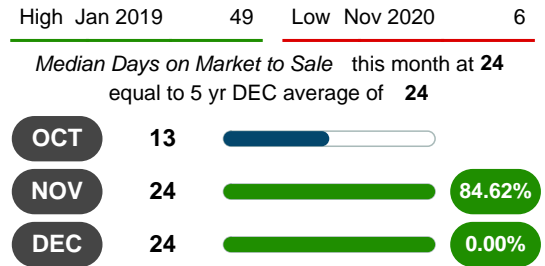 High Jan 2019 49 Low Nov 2020 6
Median Days on Market to Sale this month at 24
equal to 5 yr DEC average of 24
OCT 13
NOV 24 84.62%
DEC 24 0.00%